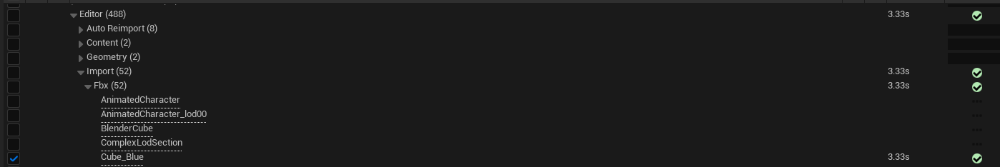 Editor (488) 3.33s
Auto Reimport (8)
Content (2)
Geometry (2)
Import (52) 3.33s
Fbx (52) 3.33s
AnimatedCharacter
AnimatedCharacter_lod00
BlenderCube
ComplexLodSection
Cube_Blue 3.33s